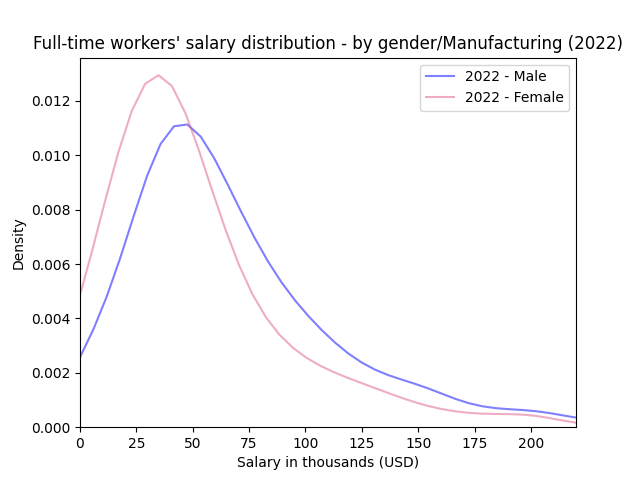 Full-time workers' salary distribution - by gender/Manufacturing (2022)
2022 - Male
2022 - Female
Density
0.012
0.010
0.008
0.006
0.004
0.002
0.000
0 25 50 75 100 125 150 175 200
Salary in thousands (USD)